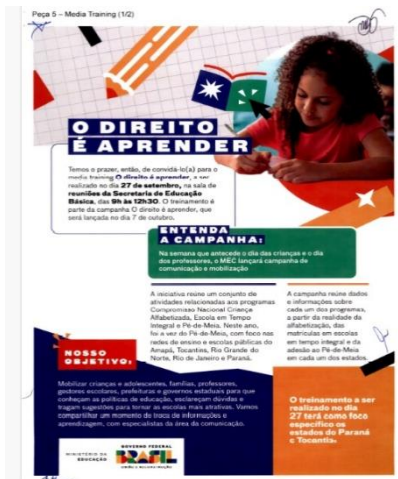 Peça 5 – Media Training (1/2)
O DIREITO
É APRENDER
Temos o prazer, então, de convidá-lo(a) para o
media training O direito é aprender, a ser
realizado no dia 27 de setembro, na sala de
reuniões da Secretaria de Educação
Básica, das 9h às 12h30. O treinamento é
parte da campanha O direito é aprender, que
será lançada no dia 7 de outubro.
ENTENDA
A CAMPANHA:
Na semana que antecede o dia das crianças e o dia
dos professores, o MEC lançará campanha de
comunicação e mobilização
A iniciativa reúne um conjunto de
atividades relacionadas aos programas
Compromisso Nacional Criança
Alfabetizada, Escola em Tempo
Integral e Pé-de-Meia. Neste ano,
foi a vez do Pé-de-Meia, com foco nas
redes de ensino e escolas públicas do
Amapá, Tocantins, Rio Grande do
Norte, Rio de Janeiro e Paraná.
A campanha reúne dados
e informações sobre
cada um dos programas,
a partir da realidade da
alfabetização, das
matrículas em escolas
em tempo integral e da
adesão ao Pé-de-Meia
em cada um dos estados.
NOSSO
OBJETIVO:
Mobilizar crianças e adolescentes, famílias, professores,
gestores escolares, prefeituras e governos estaduais para que
conheçam as políticas de educação, esclareçam dúvidas e
tragam sugestões para tornar as escolas mais atrativas. Vamos
compartilhar um momento de troca de informações e
aprendizagem, com especialistas da área da comunicação.
O treinamento a ser
realizado no dia
27 terá como foco
específico os
estados do Paraná
e Tocantis.
MINISTÉRIO DA
EDUCAÇÃO
GOVERNO FEDERAL
BRASIL
UNIÃO E RECONSTRUÇÃO